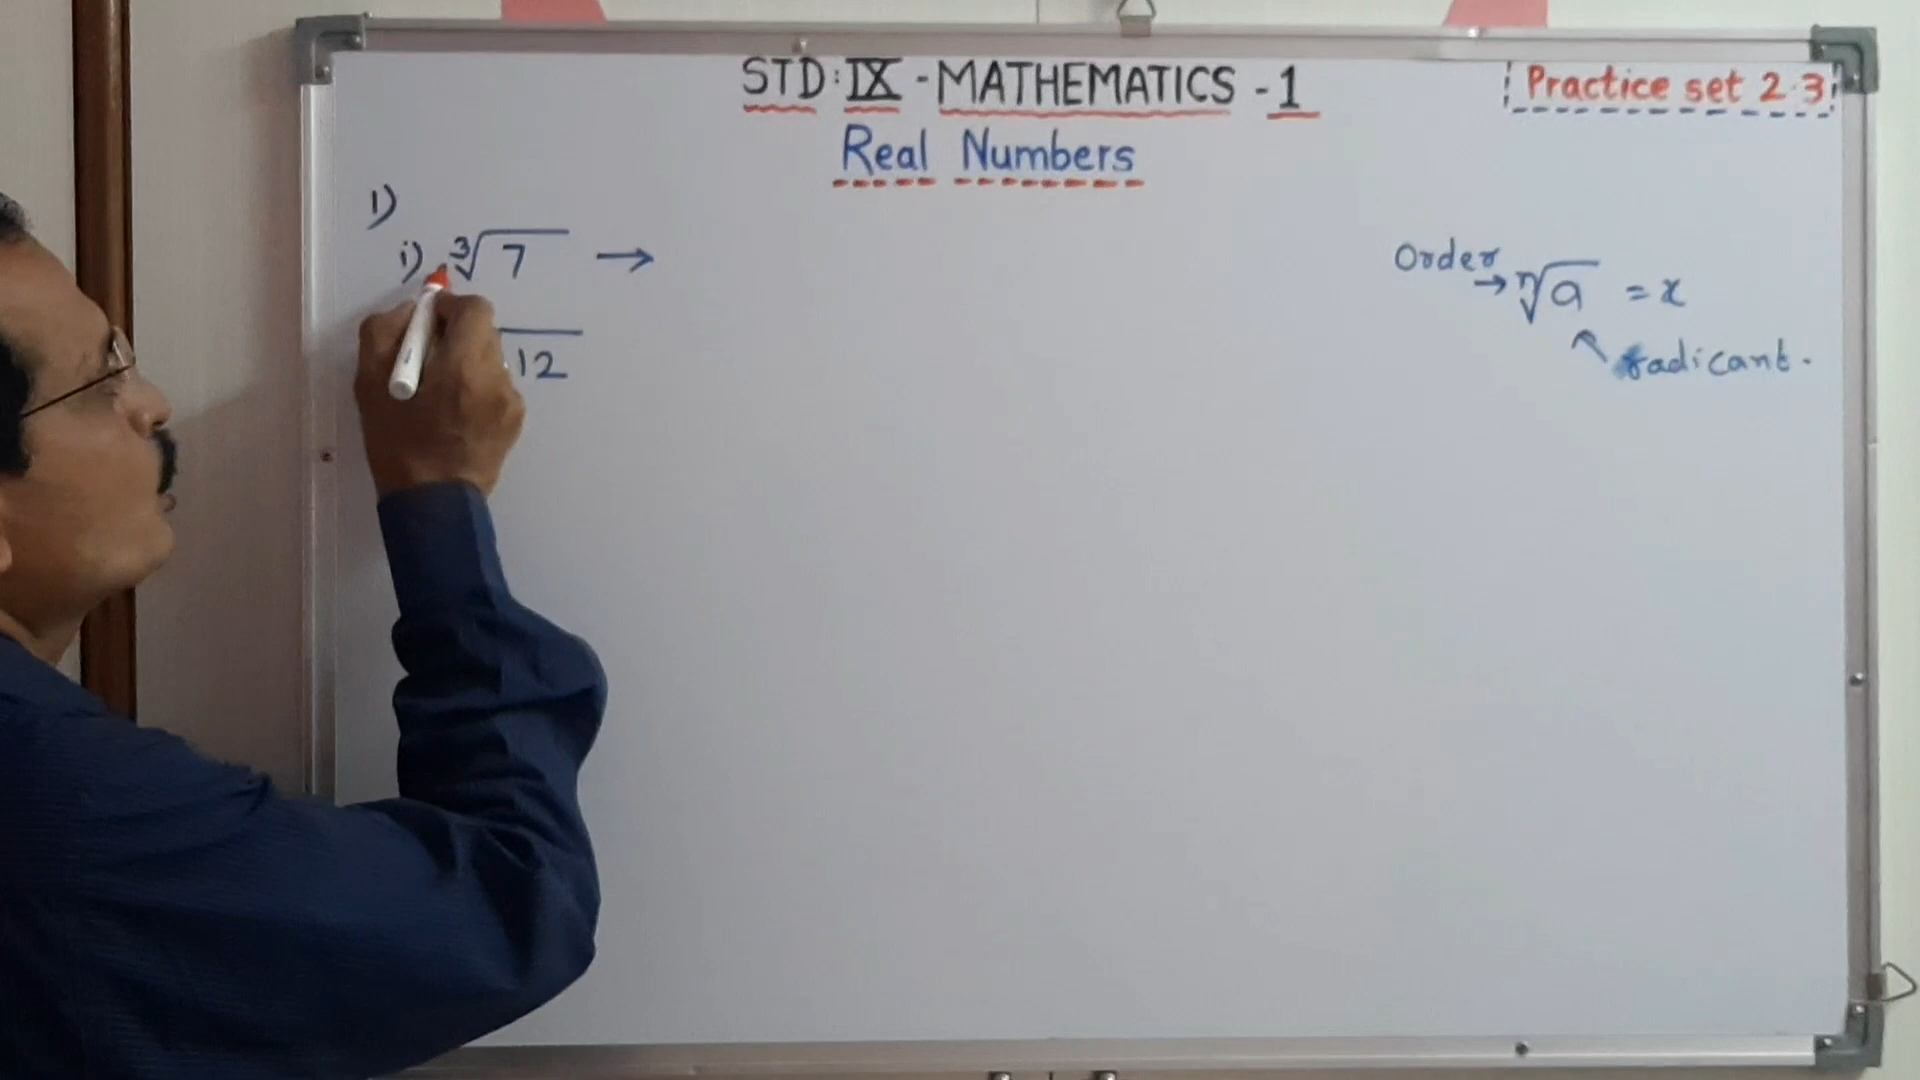 STD: IX - MATHEMATICS - 1
Practice set 2.3
Real Numbers
1)
i) ∛7 →
12
Order
→ ⁿ√a = x
radicant.